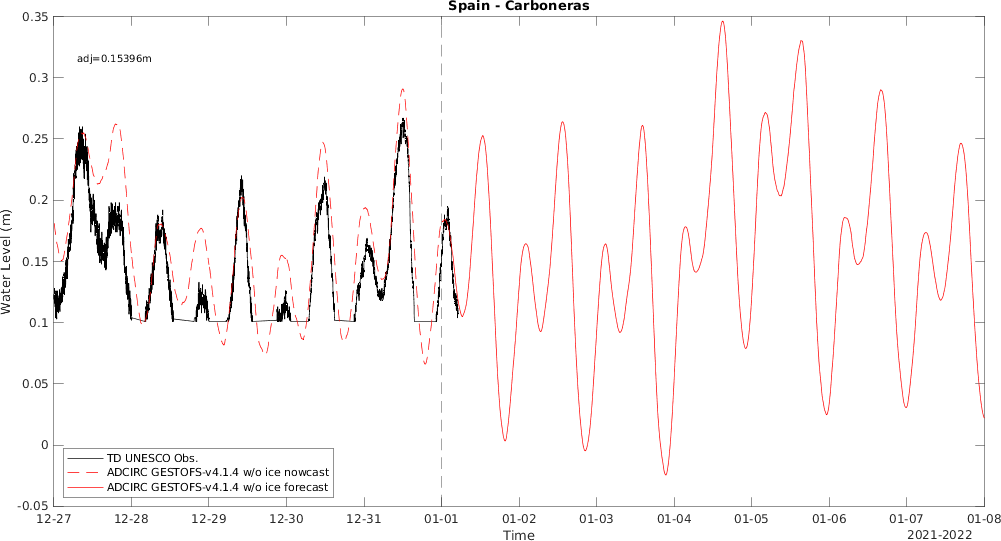 Spain - Carboneras
0.35
0.3
0.25
0.2
0.15
0.1
0.05
0
-0.05
Water Level (m)
adj=0.15396m
TD UNESCO Obs.
ADCIRC GESTOFS-v4.1.4 w/o ice nowcast
ADCIRC GESTOFS-v4.1.4 w/o ice forecast
12-27 12-28 12-29 12-30 12-31 01-01 01-02 01-03 01-04 01-05 01-06 01-07 01-08
Time
2021-2022